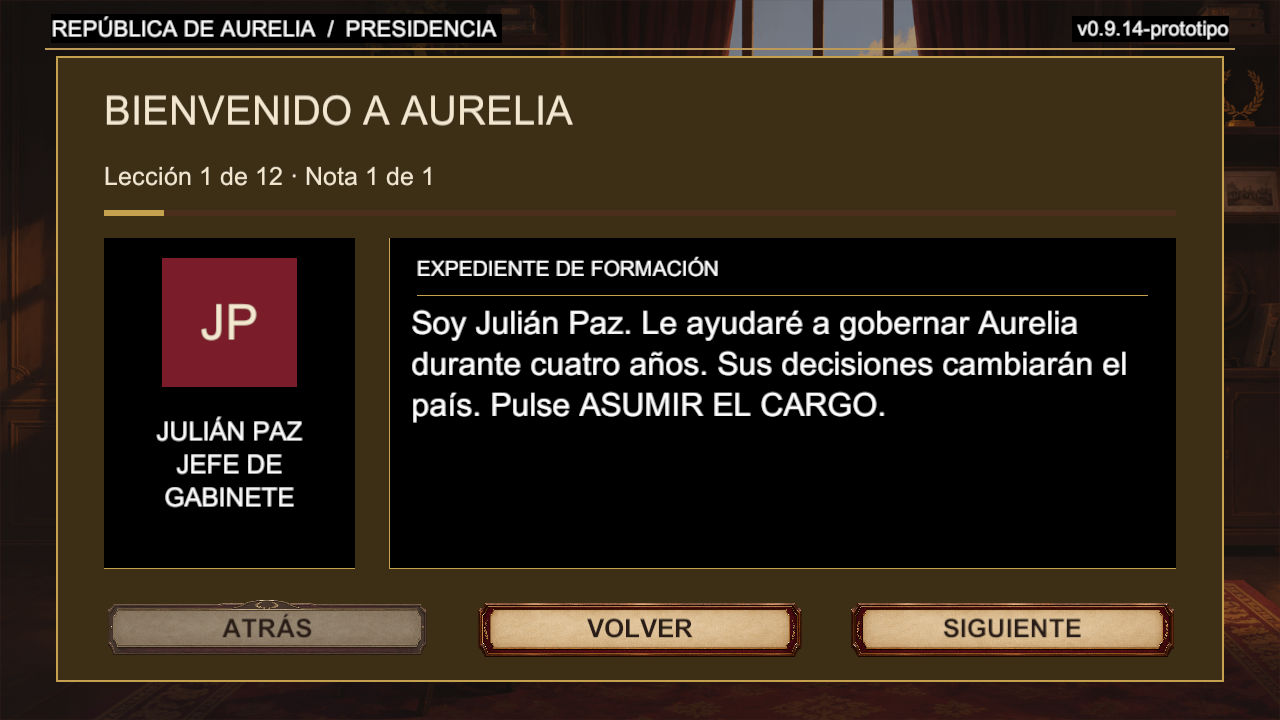 REPÚBLICA DE AURELIA / PRESIDENCIA
v0.9.14-prototipo
BIENVENIDO A AURELIA
Lección 1 de 12 · Nota 1 de 1
JP
JULIÁN PAZ
JEFE DE
GABINETE
EXPEDIENTE DE FORMACIÓN
Soy Julián Paz. Le ayudaré a gobernar Aurelia
durante cuatro años. Sus decisiones cambiarán el
país. Pulse ASUMIR EL CARGO.
ATRÁS
VOLVER
SIGUIENTE